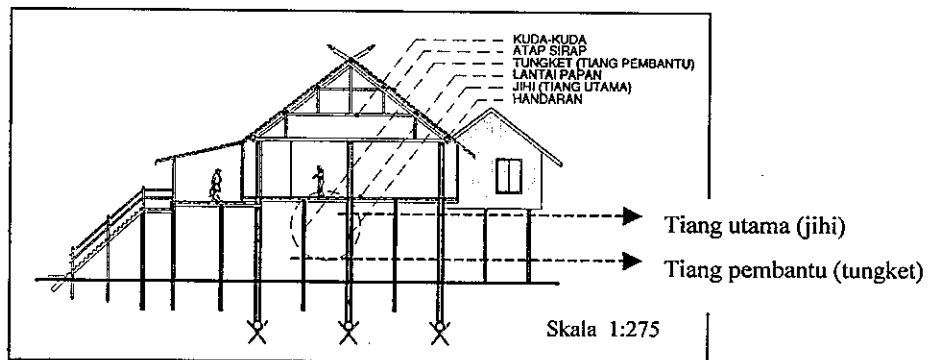 KUDA-KUDA
ATAP SIRAP
TUNGKET (TIANG PEMBANTU)
LANTAI PAPAN
JIHI (TIANG UTAMA)
HANDARAN
Tiang utama (jihi)
Tiang pembantu (tungket)
Skala 1:275